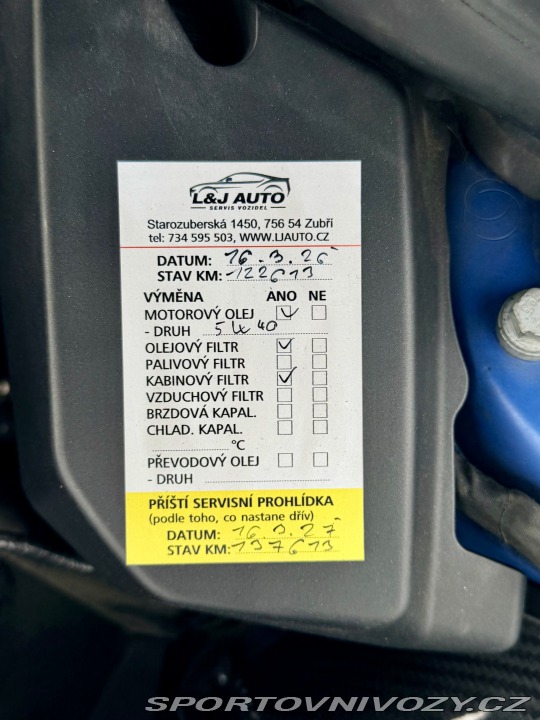 L&J AUTO
SERVIS VOZIDEL
Starozuberská 1450, 756 54 Zubří
tel: 734 595 503, WWW.LJAUTO.CZ
DATUM: 16.3.26
STAV KM: 122613
VÝMĚNA ANO NE
MOTOROVÝ OLEJ
- DRUH 5W40
OLEJOVÝ FILTR
PALIVOVÝ FILTR
KABINOVÝ FILTR
VZDUCHOVÝ FILTR
BRZDOVÁ KAPAL.
CHLAD. KAPAL.
°C
PŘEVODOVÝ OLEJ
- DRUH
PŘÍŠTÍ SERVISNÍ PROHLÍDKA
(podle toho, co nastane dřív)
DATUM: 16.3.27
STAV KM: 137613
SPORTOVNIVOZY.CZ